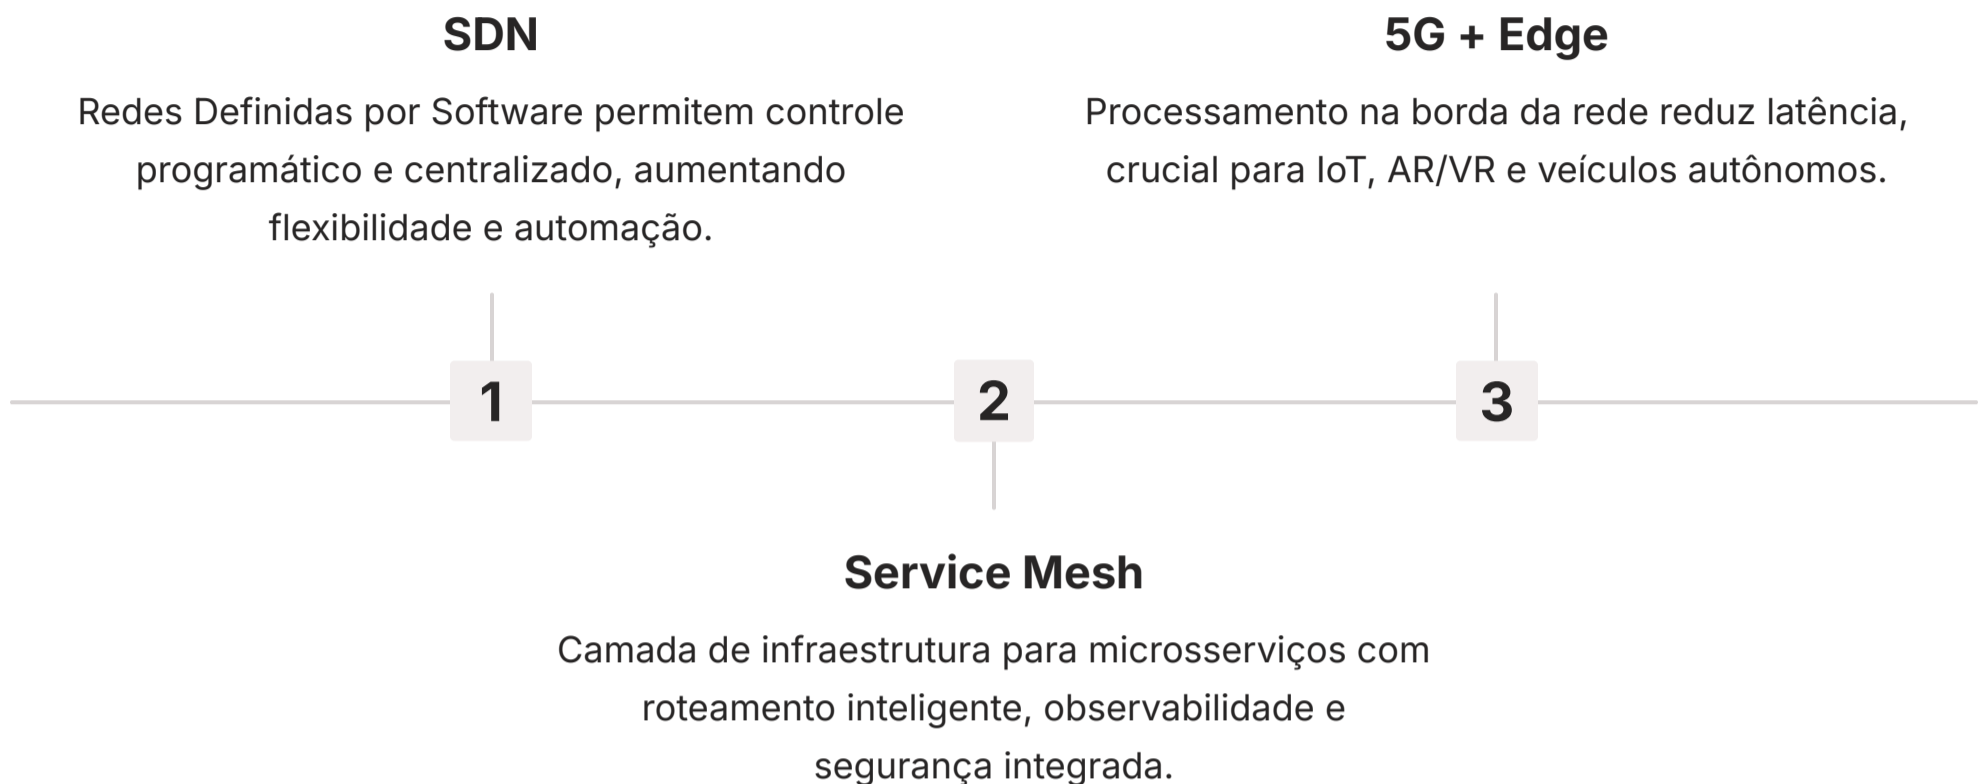 SDN
Redes Definidas por Software permitem controle
programático e centralizado, aumentando
flexibilidade e automação.
5G + Edge
Processamento na borda da rede reduz latência,
crucial para IoT, AR/VR e veículos autônomos.
1
2
3
Service Mesh
Camada de infraestrutura para microsserviços com
roteamento inteligente, observabilidade e
segurança integrada.